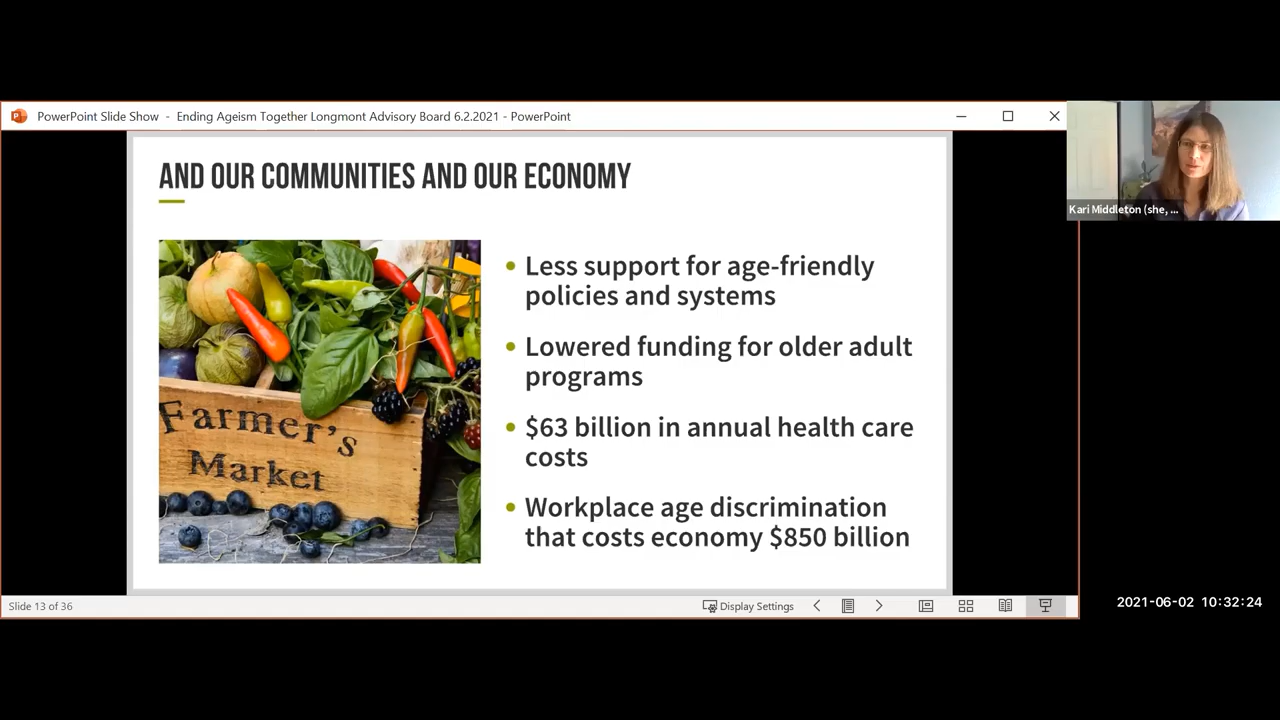 PowerPoint Slide Show - Ending Ageism Together Longmont Advisory Board 6.2.2021 - PowerPoint
AND OUR COMMUNITIES AND OUR ECONOMY
Kari Middleton (she, ...
Farmer's
Market
• Less support for age-friendly
policies and systems
• Lowered funding for older adult
programs
• $63 billion in annual health care
costs
• Workplace age discrimination
that costs economy $850 billion
Slide 13 of 36
Display Settings
2021-06-02 10:32:24